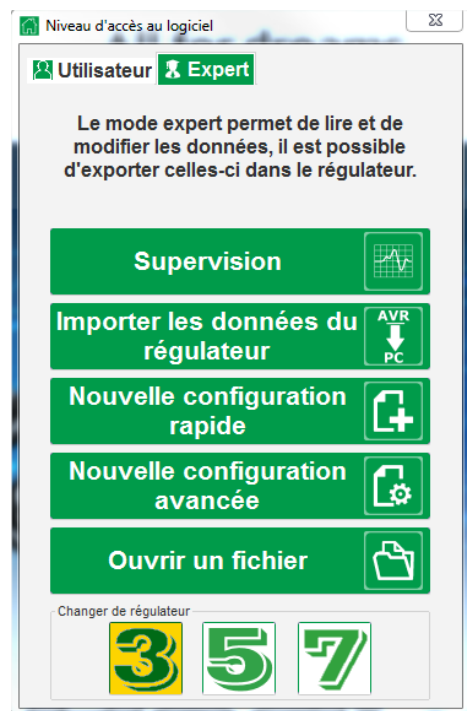 Niveau d'accès au logiciel
Utilisateur Expert
Le mode expert permet de lire et de
modifier les données, il est possible
d'exporter celles-ci dans le régulateur.
Supervision
Importer les données du
régulateur
AVR
PC
Nouvelle configuration
rapide
Nouvelle configuration
avancée
Ouvrir un fichier
Changer de régulateur
3 5 7